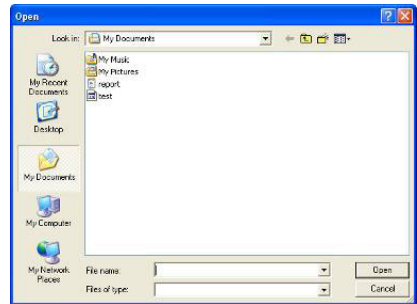 Open
Look in: My Documents
My Music
My Pictures
report
test
My Recent
Documents
Desktop
My Documents
My Computer
My Network
Places
File name:
Open
Files of type:
Cancel